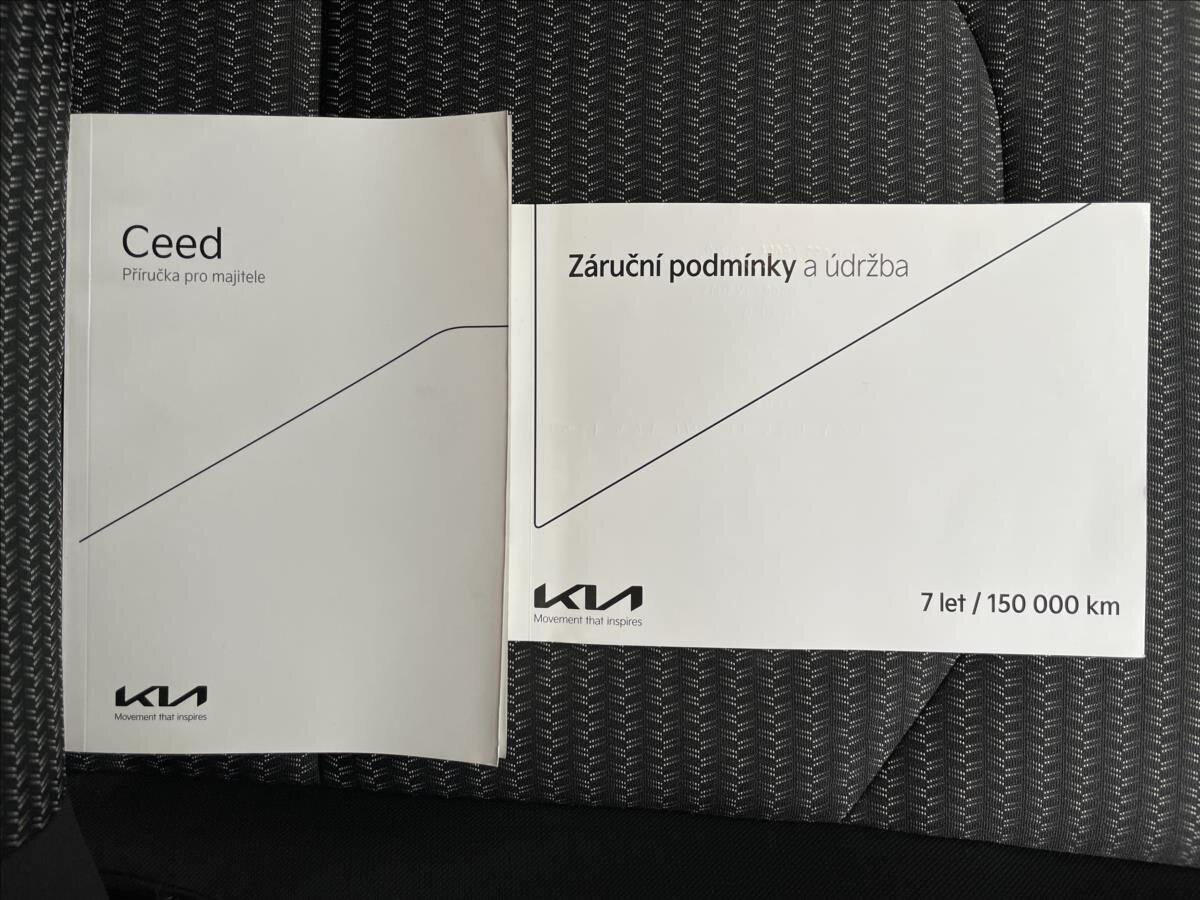 Ceed
Příručka pro majitele
KIA
Movement that inspires
Záruční podmínky a údržba
KIA
Movement that inspires
7 let / 150 000 km